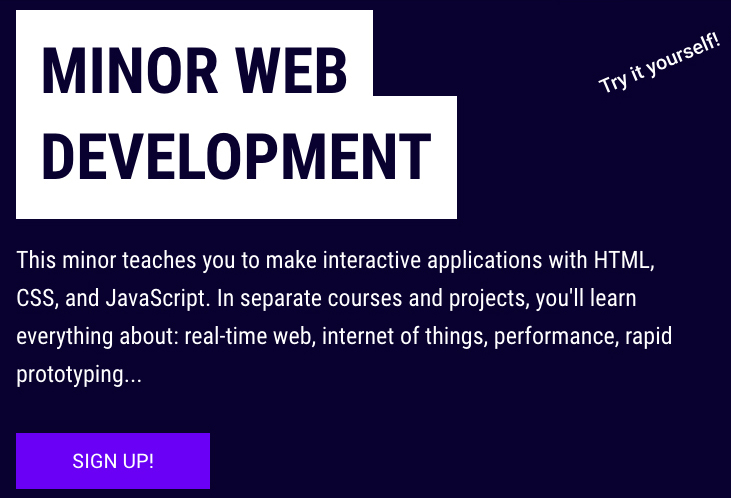 MINOR WEB
DEVELOPMENT
Try it yourself!
This minor teaches you to make interactive applications with HTML,
CSS, and JavaScript. In separate courses and projects, you'll learn
everything about: real-time web, internet of things, performance, rapid
prototyping...
SIGN UP!